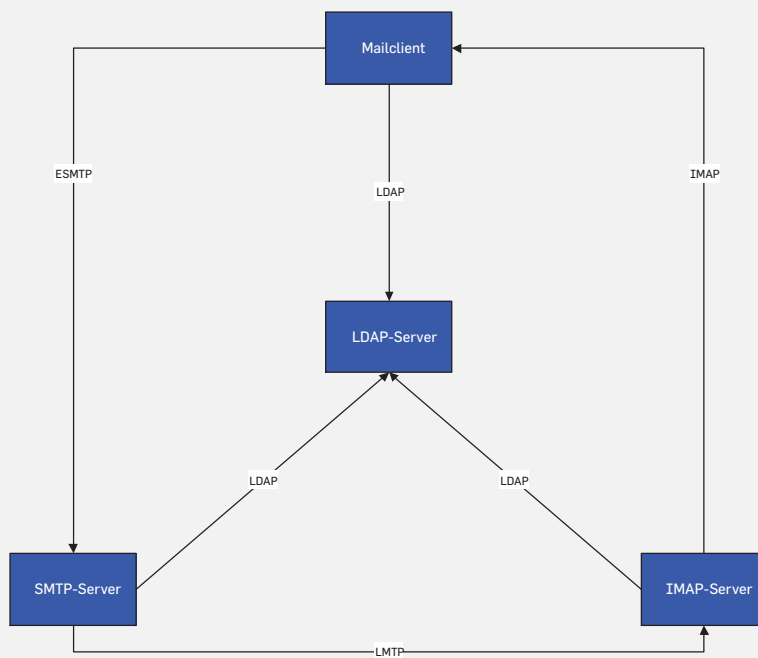 Mailclient
ESMTP
IMAP
LDAP
LDAP-Server
LDAP
LDAP
SMTP-Server
IMAP-Server
LMTP